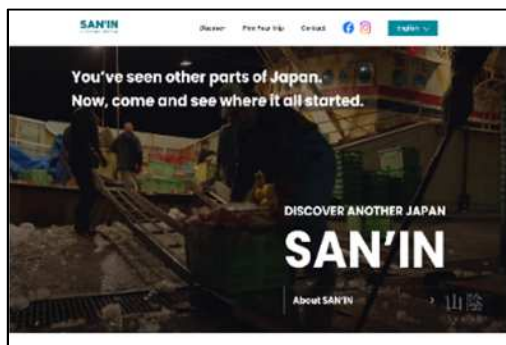 SAN'IN
Discover
Plan Your trip
Contact
English
You've seen other parts of Japan.
Now, come and see where it all started.
DISCOVER ANOTHER JAPAN
SAN'IN
About SAN'IN
山陰